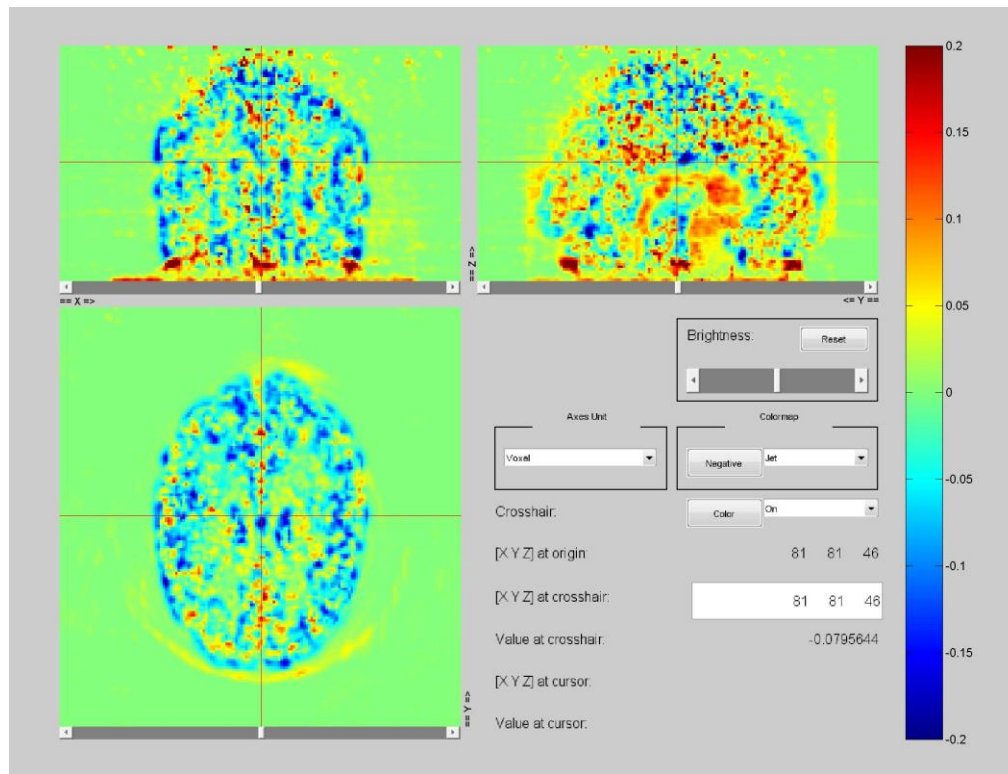 0.2
0.15
0.1
0.05
0
-0.05
-0.1
-0.15
-0.2
== X =>
== Z =>
<= Y ==
== Y =>
Brightness:
Reset
Axes Unit
Voxel
Colormap
Negative
Jet
Crosshair:
Color
On
[X Y Z] at origin:
81 81 46
[X Y Z] at crosshair:
81 81 46
Value at crosshair:
-0.0795644
[X Y Z] at cursor:
Value at cursor: